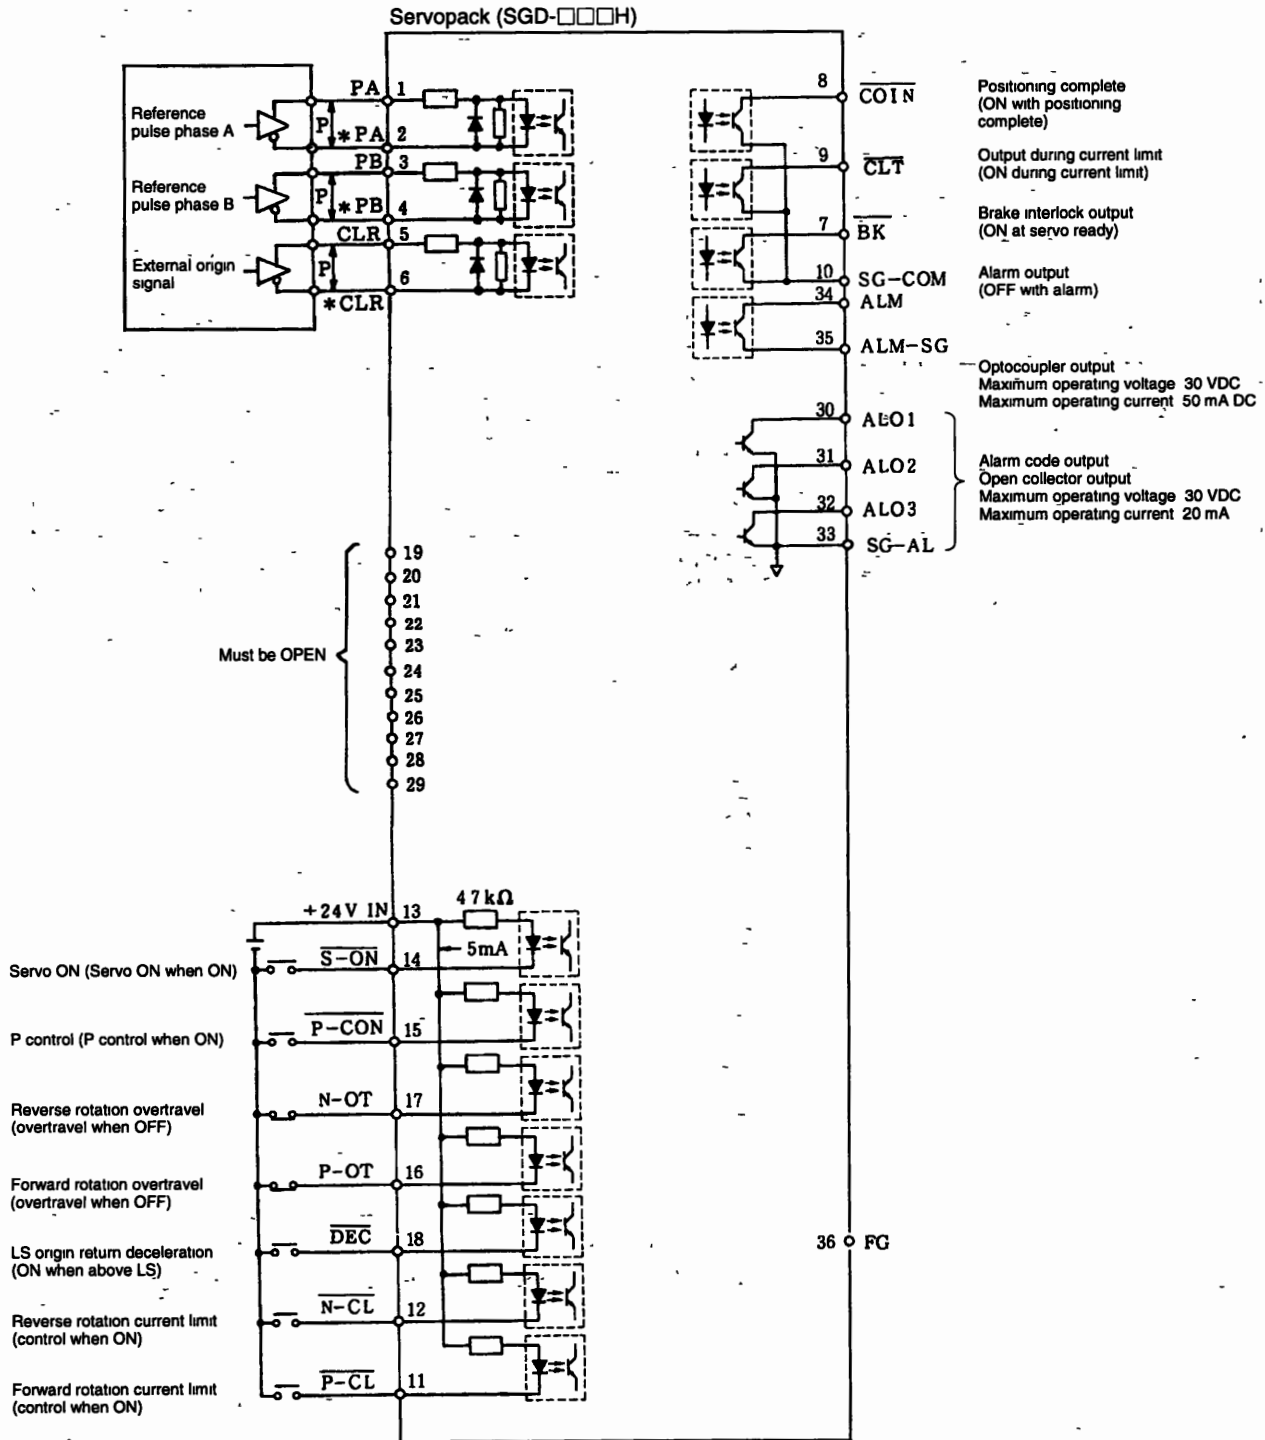 Servopack (SGD-□□□H)
Reference
pulse phase A
P
PA 1
*PA 2
Reference
pulse phase B
P
PB 3
*PB 4
External origin
signal
P
CLR 5
6
*CLR
8 COIN
Positioning complete
(ON with positioning
complete)
9 CLT
Output during current limit
(ON during current limit)
7 BK
Brake interlock output
(ON at servo ready)
10 SG-COM
34 ALM
Alarm output
(OFF with alarm)
35 ALM-SG
Optocoupler output
Maximum operating voltage 30 VDC
Maximum operating current 50 mA DC
30 ALO1
31 ALO2
32 ALO3
33 SG-AL
Alarm code output
Open collector output
Maximum operating voltage 30 VDC
Maximum operating current 20 mA
Must be OPEN
19
20
21
22
23
24
25
26
27
28
29
+24V IN 13
47kΩ
5mA
Servo ON (Servo ON when ON)
S-ON 14
P control (P control when ON)
P-CON 15
Reverse rotation overtravel
(overtravel when OFF)
N-OT 17
Forward rotation overtravel
(overtravel when OFF)
P-OT 16
LS origin return deceleration
(ON when above LS)
DEC 18
Reverse rotation current limit
(control when ON)
N-CL 12
Forward rotation current limit
(control when ON)
P-CL 11
36 FG